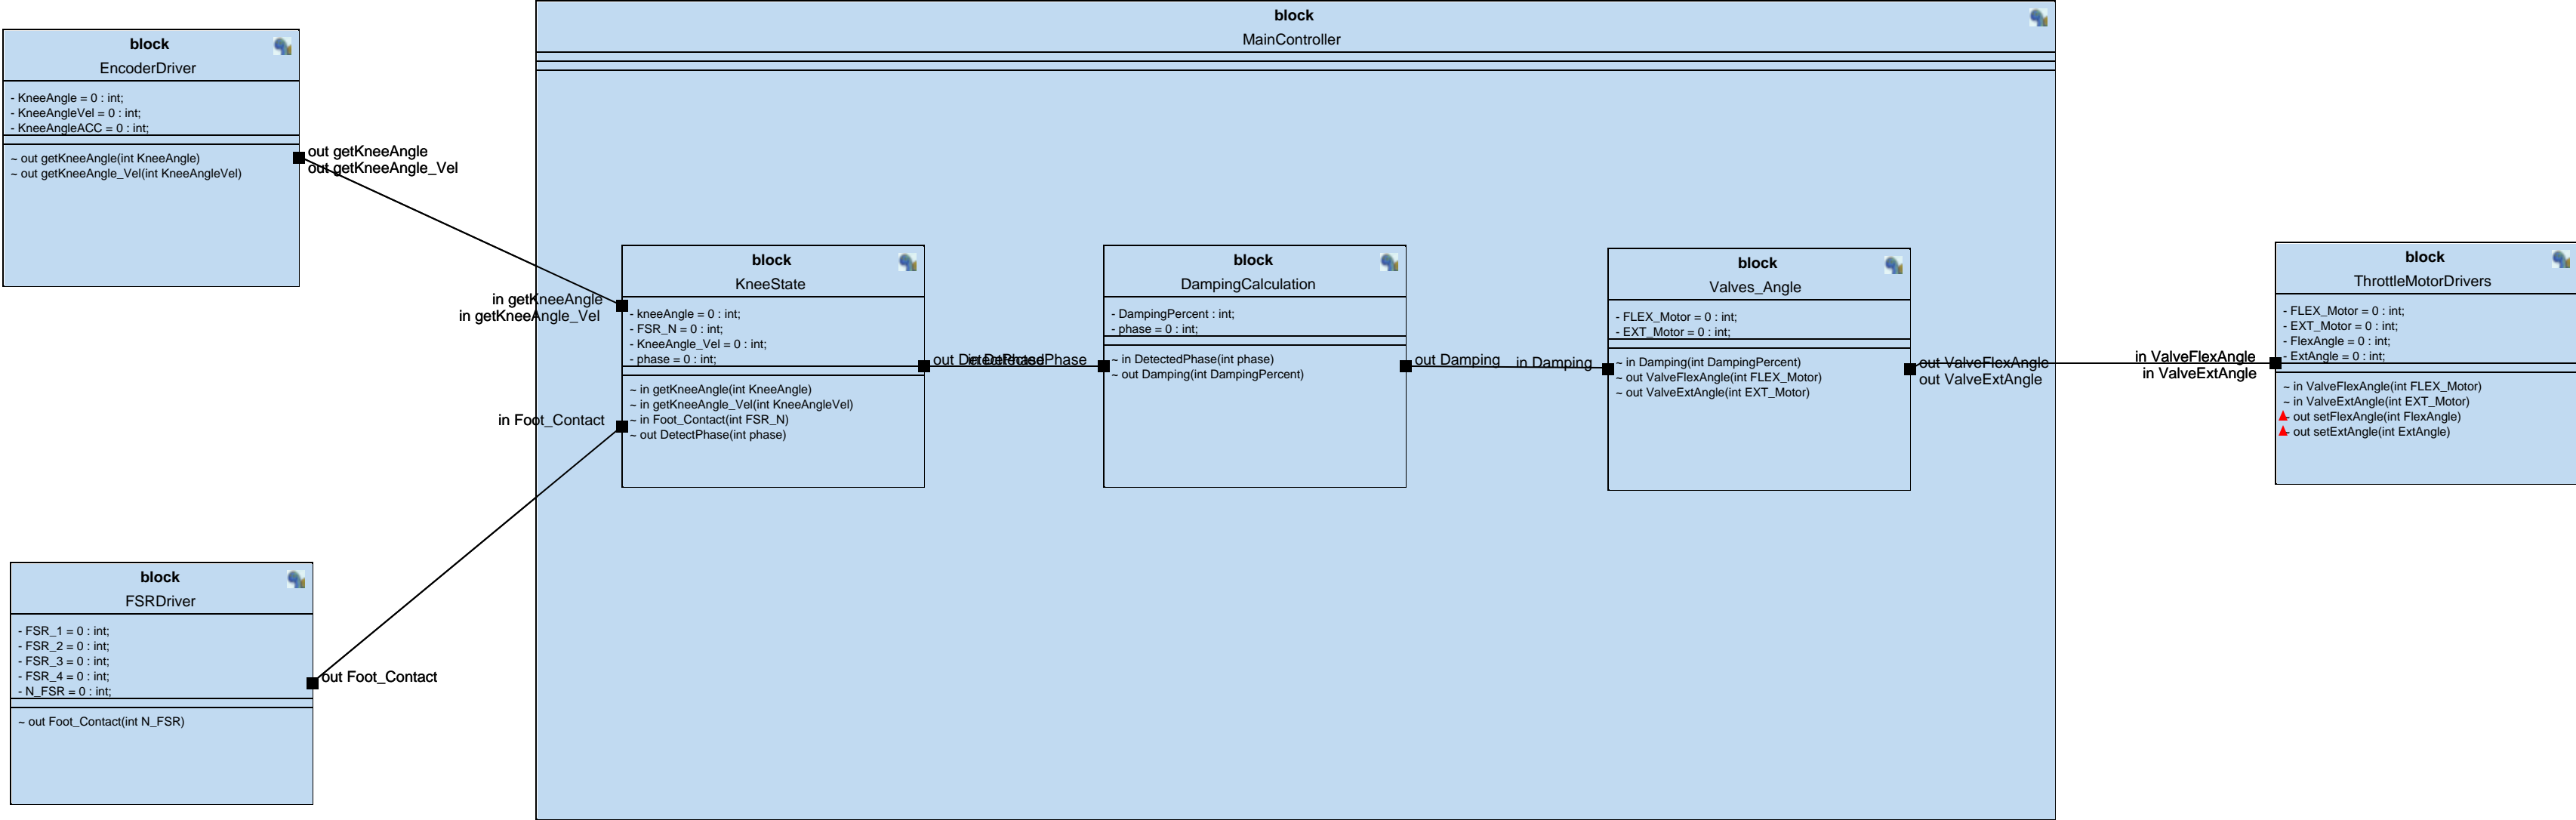 block
EncoderDriver
- KneeAngle = 0 : int;
- KneeAngleVel = 0 : int;
- KneeAngleACC = 0 : int;
~ out getKneeAngle(int KneeAngle)
~ out getKneeAngle_Vel(int KneeAngleVel)
out getKneeAngle
out getKneeAngle_Vel
block
FSRDriver
- FSR_1 = 0 : int;
- FSR_2 = 0 : int;
- FSR_3 = 0 : int;
- FSR_4 = 0 : int;
- N_FSR = 0 : int;
~ out Foot_Contact(int N_FSR)
out Foot_Contact
block
MainController
in getKneeAngle
in getKneeAngle_Vel
in Foot_Contact
block
KneeState
- kneeAngle = 0 : int;
- FSR_N = 0 : int;
- KneeAngle_Vel = 0 : int;
- phase = 0 : int;
~ in getKneeAngle(int KneeAngle)
~ in getKneeAngle_Vel(int KneeAngleVel)
~ in Foot_Contact(int FSR_N)
~ out DetectPhase(int phase)
out DetectPhase
in DetectedPhase
block
DampingCalculation
- DampingPercent : int;
- phase = 0 : int;
~ in DetectedPhase(int phase)
~ out Damping(int DampingPercent)
out Damping
in Damping
block
Valves_Angle
- FLEX_Motor = 0 : int;
- EXT_Motor = 0 : int;
~ in Damping(int DampingPercent)
~ out ValveFlexAngle(int FLEX_Motor)
~ out ValveExtAngle(int EXT_Motor)
out ValveFlexAngle
out ValveExtAngle
in ValveFlexAngle
in ValveExtAngle
block
ThrottleMotorDrivers
- FLEX_Motor = 0 : int;
- EXT_Motor = 0 : int;
- FlexAngle = 0 : int;
- ExtAngle = 0 : int;
~ in ValveFlexAngle(int FLEX_Motor)
~ in ValveExtAngle(int EXT_Motor)
~ out setFlexAngle(int FlexAngle)
~ out setExtAngle(int ExtAngle)